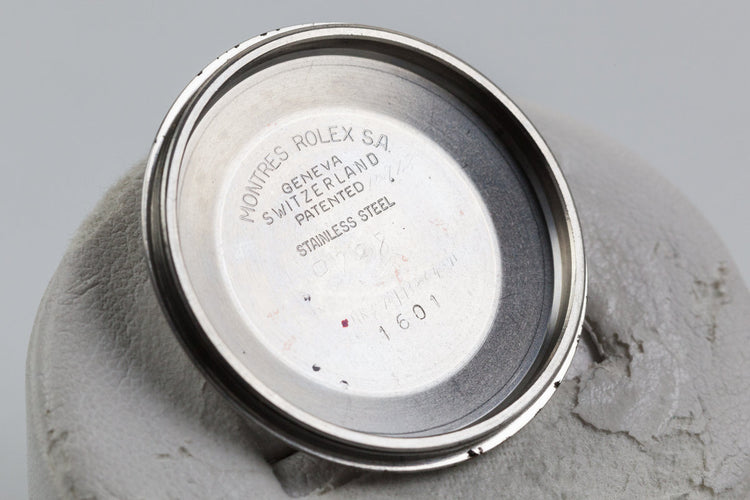 MONTRES ROLEX S.A.
GENEVA
SWITZERLAND
PATENTED
STAINLESS STEEL
1601